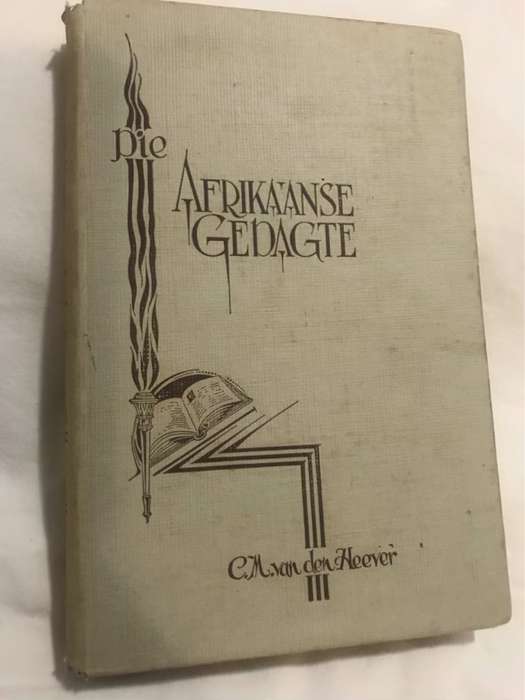 Die
AFRIKAANSE
GEDAGTE
C.M. van den Heever